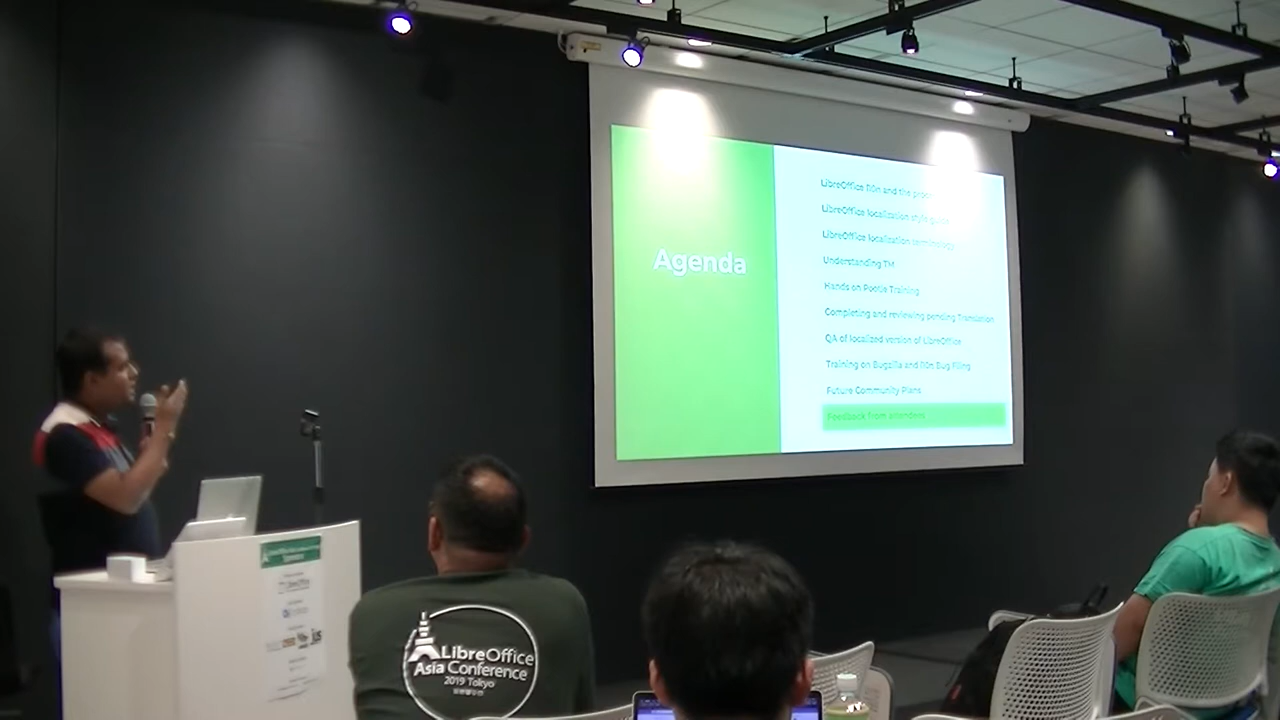 Agenda
LibreOffice l10n and the
LibreOffice localization style
LibreOffice localization terminology
Understanding TM
Hands on Pootle Training
Completing and reviewing pending Translation
QA of localized version of LibreOffice
Training on Bugzilla and l10n Bug filing
Future Community Plans
Feedback from attendees
LibreOffice
Asia Conference
2019 Tokyo
LibreOffice